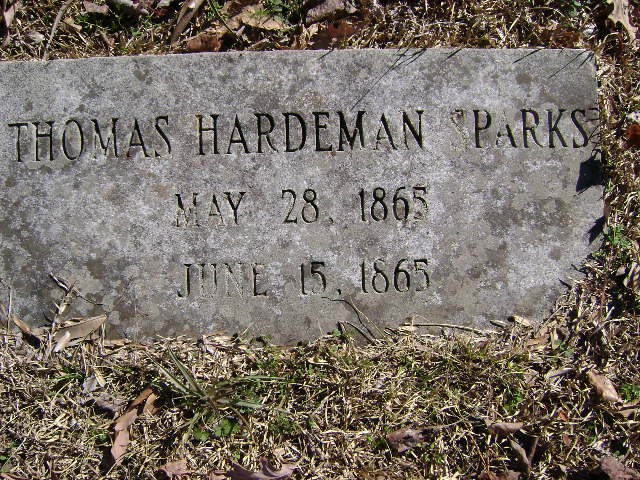 THOMAS HARDEMAN SPARKS
MAY 28, 1865
JUNE 15, 1865